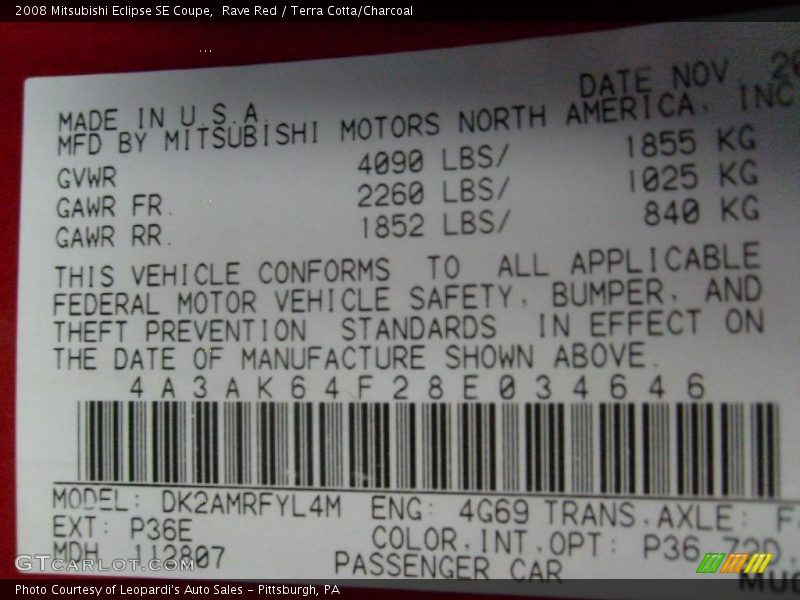 2008 Mitsubishi Eclipse SE Coupe,  Rave Red / Terra Cotta/Charcoal
DATE NOV 20
MADE IN U.S.A.
MFD BY MITSUBISHI MOTORS NORTH AMERICA. INC
GVWR 4090 LBS/ 1855 KG
GAWR FR. 2260 LBS/ 1025 KG
GAWR RR. 1852 LBS/ 840 KG
THIS VEHICLE CONFORMS TO ALL APPLICABLE
FEDERAL MOTOR VEHICLE SAFETY, BUMPER, AND
THEFT PREVENTION STANDARDS IN EFFECT ON
THE DATE OF MANUFACTURE SHOWN ABOVE.
4A3AK64F28E034646
MODEL: DK2AMRFYL4M ENG: 4G69 TRANS.AXLE: F
EXT: P36E COLOR.INT.OPT: P36 72D
MDH 112807 PASSENGER CAR
GTCARLOT.COM
MU
Photo Courtesy of Leopardi's Auto Sales - Pittsburgh, PA